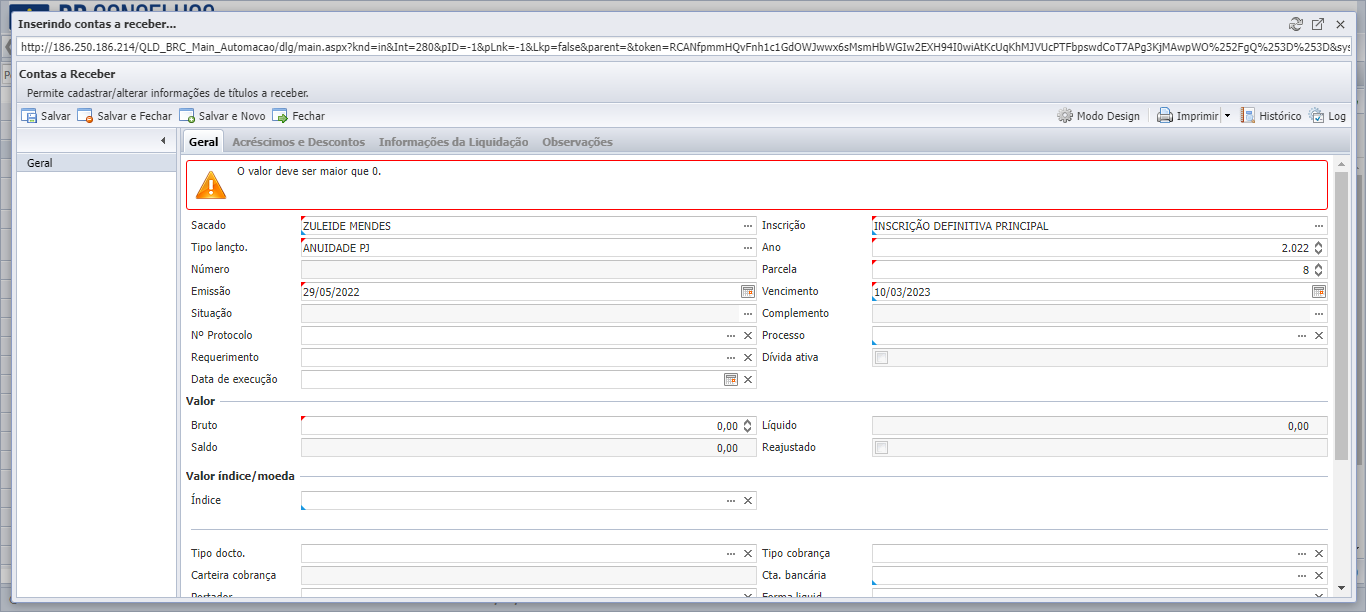 Inserindo contas a receber...
http://186.250.186.214/QLD_BRC_Main_Automacao/dlg/main.aspx?knd=in&Int=280&pID=-1&pLnk=-1&Lkp=false&parent=&token=RCANfpmmHQvFnh1c1GdOWJwwx6sMsmHbWGIw2EXH94I0wiAtKcUqKhMJVUcPTFbpswdCoT7APg3KjMAwpWO%252FgQ%253D%253D&sys
Contas a Receber
Permite cadastrar/alterar informações de títulos a receber.
Salvar Salvar e Fechar Salvar e Novo Fechar Modo Design Imprimir Histórico Log
Geral Acréscimos e Descontos Informações da Liquidação Observações
Geral
O valor deve ser maior que 0.
Sacado ZULEIDE MENDES Inscrição INSCRIÇÃO DEFINITIVA PRINCIPAL
Tipo lançto. ANUIDADE PJ Ano 2.022
Número Parcela 8
Emissão 29/05/2022 Vencimento 10/03/2023
Situação Complemento
Nº Protocolo Processo
Requerimento Dívida ativa
Data de execução
Valor
Bruto 0,00 Líquido 0,00
Saldo 0,00 Reajustado
Valor índice/moeda
Índice
Tipo docto. Tipo cobrança
Carteira cobrança Cta. bancária
Portador Forma liquid.